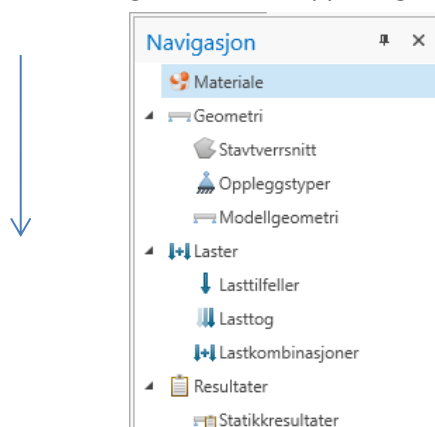 Navigasjon
Materiale
Geometri
Stavtverrsnitt
Oppleggstyper
Modellgeometri
Laster
Lasttilfeller
Lasttog
Lastkombinasjoner
Resultater
Statikkresultater